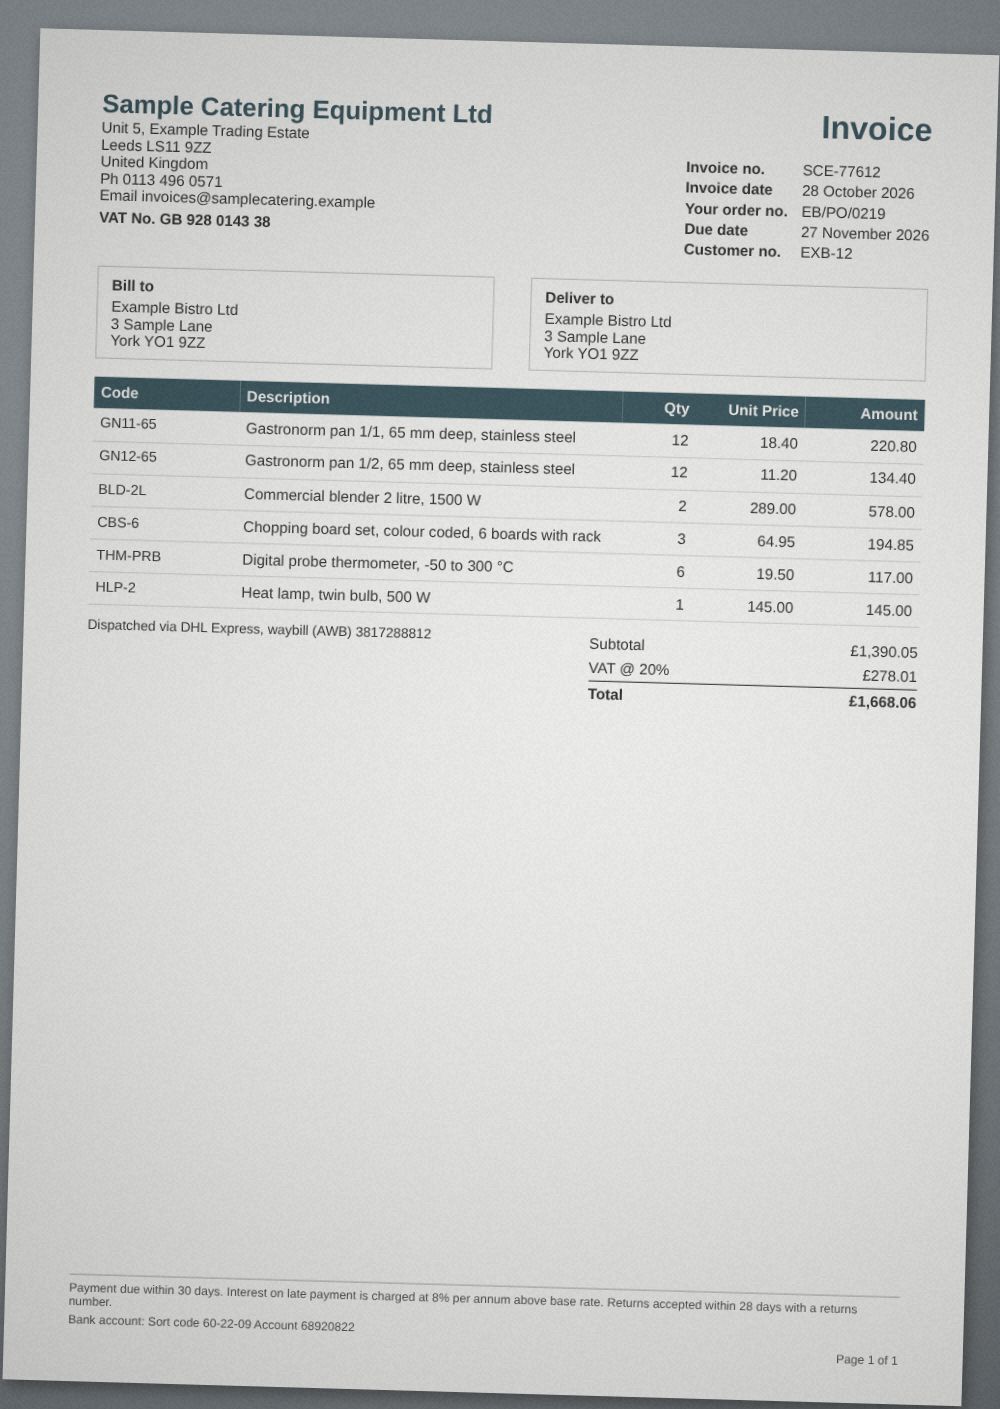 Sample Catering Equipment Ltd
Unit 5, Example Trading Estate
Leeds LS11 9ZZ
United Kingdom
Ph 0113 496 0571
Email invoices@samplecatering.example
VAT No. GB 928 0143 38
Invoice
Invoice no. SCE-77612
Invoice date 28 October 2026
Your order no. EB/PO/0219
Due date 27 November 2026
Customer no. EXB-12
Bill to
Example Bistro Ltd
3 Sample Lane
York YO1 9ZZ
Deliver to
Example Bistro Ltd
3 Sample Lane
York YO1 9ZZ
Code Description Qty Unit Price Amount
GN11-65 Gastronorm pan 1/1, 65 mm deep, stainless steel 12 18.40 220.80
GN12-65 Gastronorm pan 1/2, 65 mm deep, stainless steel 12 11.20 134.40
BLD-2L Commercial blender 2 litre, 1500 W 2 289.00 578.00
CBS-6 Chopping board set, colour coded, 6 boards with rack 3 64.95 194.85
THM-PRB Digital probe thermometer, -50 to 300 °C 6 19.50 117.00
HLP-2 Heat lamp, twin bulb, 500 W 1 145.00 145.00
Dispatched via DHL Express, waybill (AWB) 3817288812
Subtotal £1,390.05
VAT @ 20% £278.01
Total £1,668.06
Payment due within 30 days. Interest on late payment is charged at 8% per annum above base rate. Returns accepted within 28 days with a returns
number.
Bank account: Sort code 60-22-09 Account 68920822
Page 1 of 1